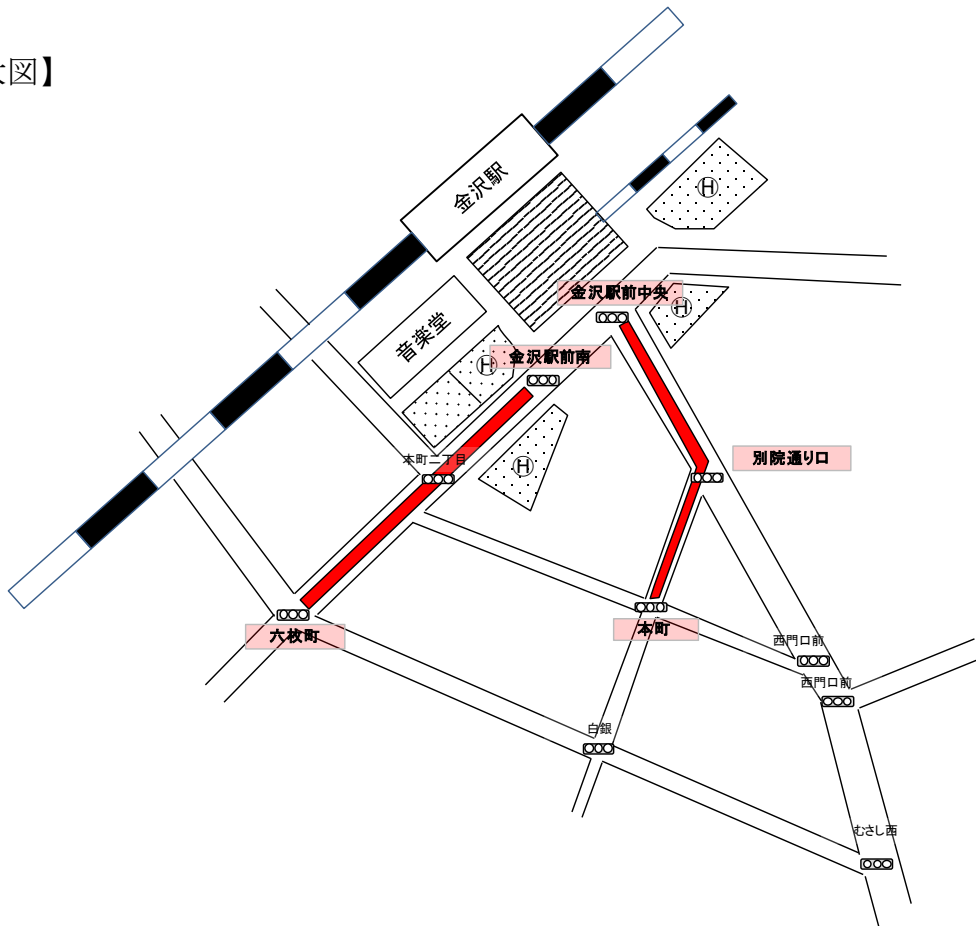 大図】
金沢駅
Ⓗ
金沢駅前中央
Ⓗ
音楽堂
Ⓗ
金沢駅前南
本町二丁目
Ⓗ
別院通り口
六枚町
本町
西門口前
西門口前
白銀
むさし西